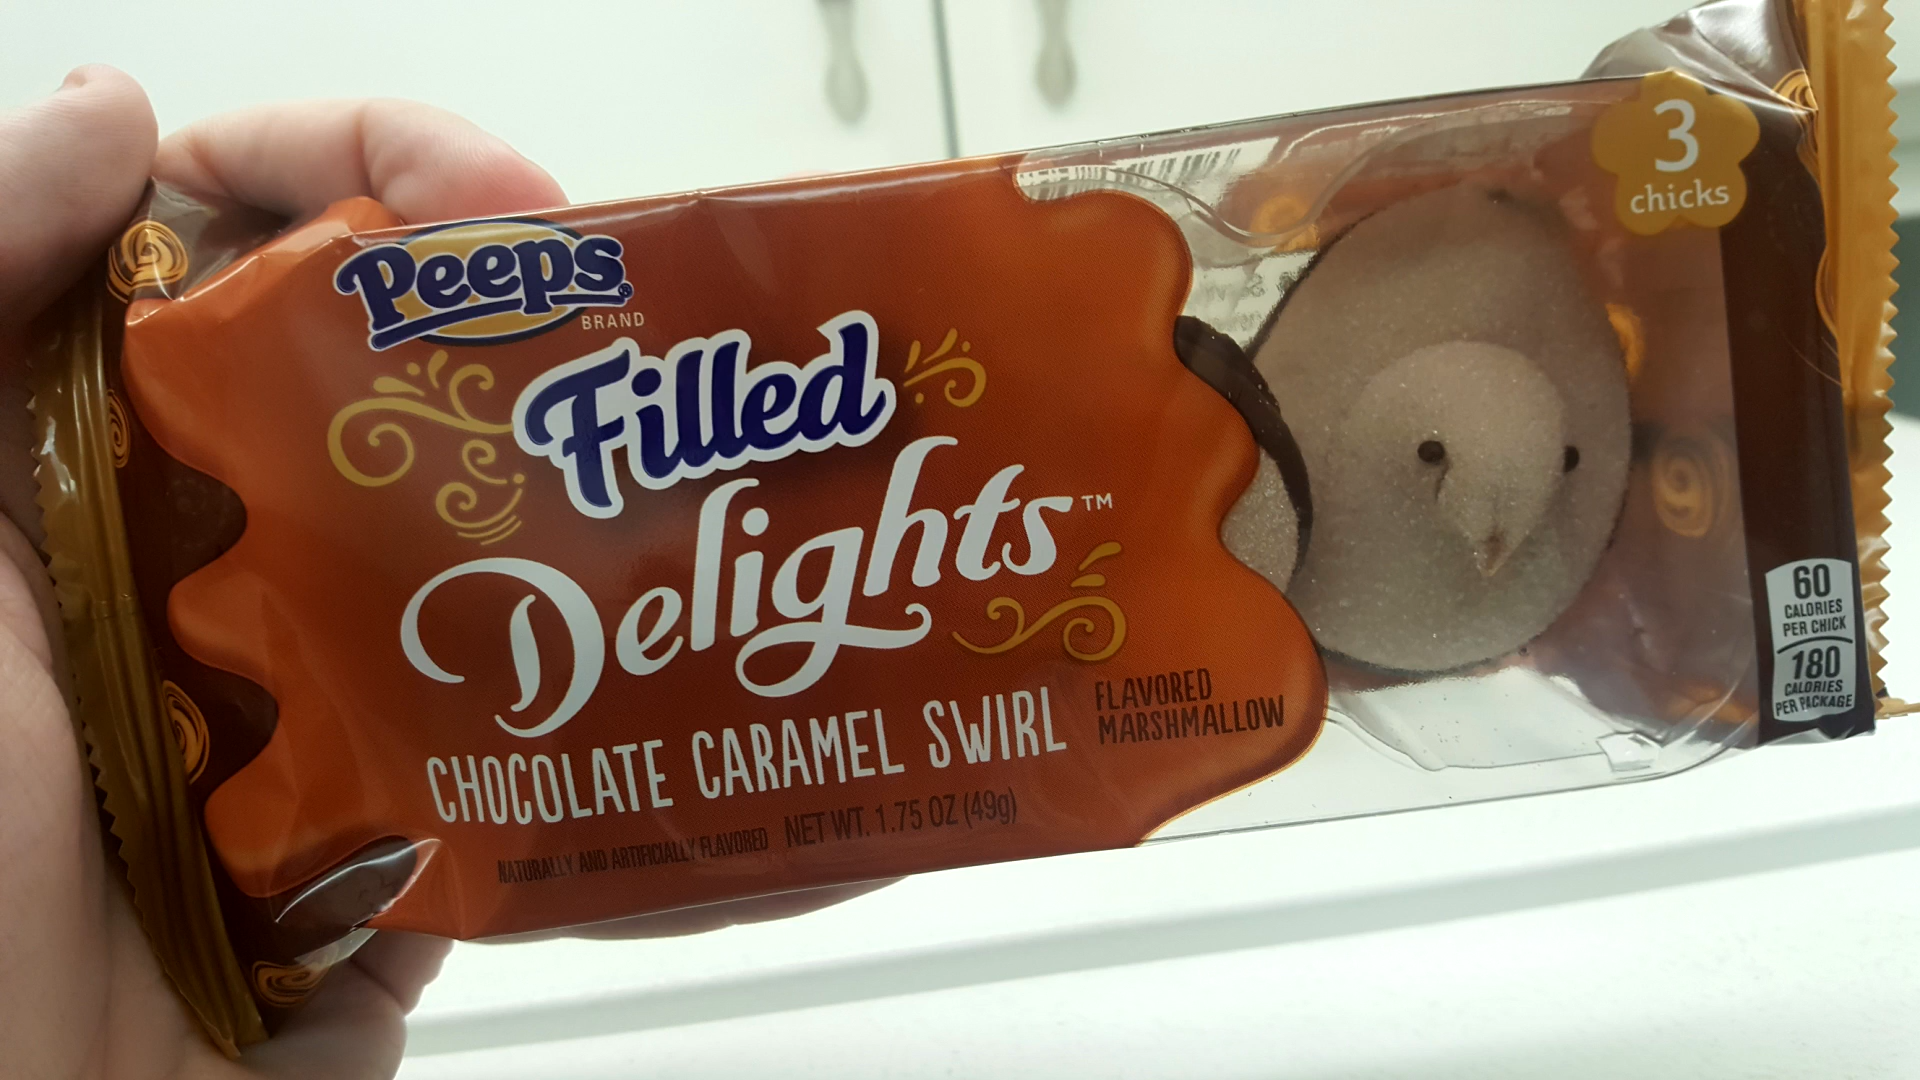 Peeps®
BRAND
Filled
Delights™
CHOCOLATE CARAMEL SWIRL
FLAVORED
MARSHMALLOW
NATURALLY AND ARTIFICIALLY FLAVORED NET WT. 1.75 OZ (49g)
3
chicks
60
CALORIES
PER CHICK
180
CALORIES
PER PACKAGE